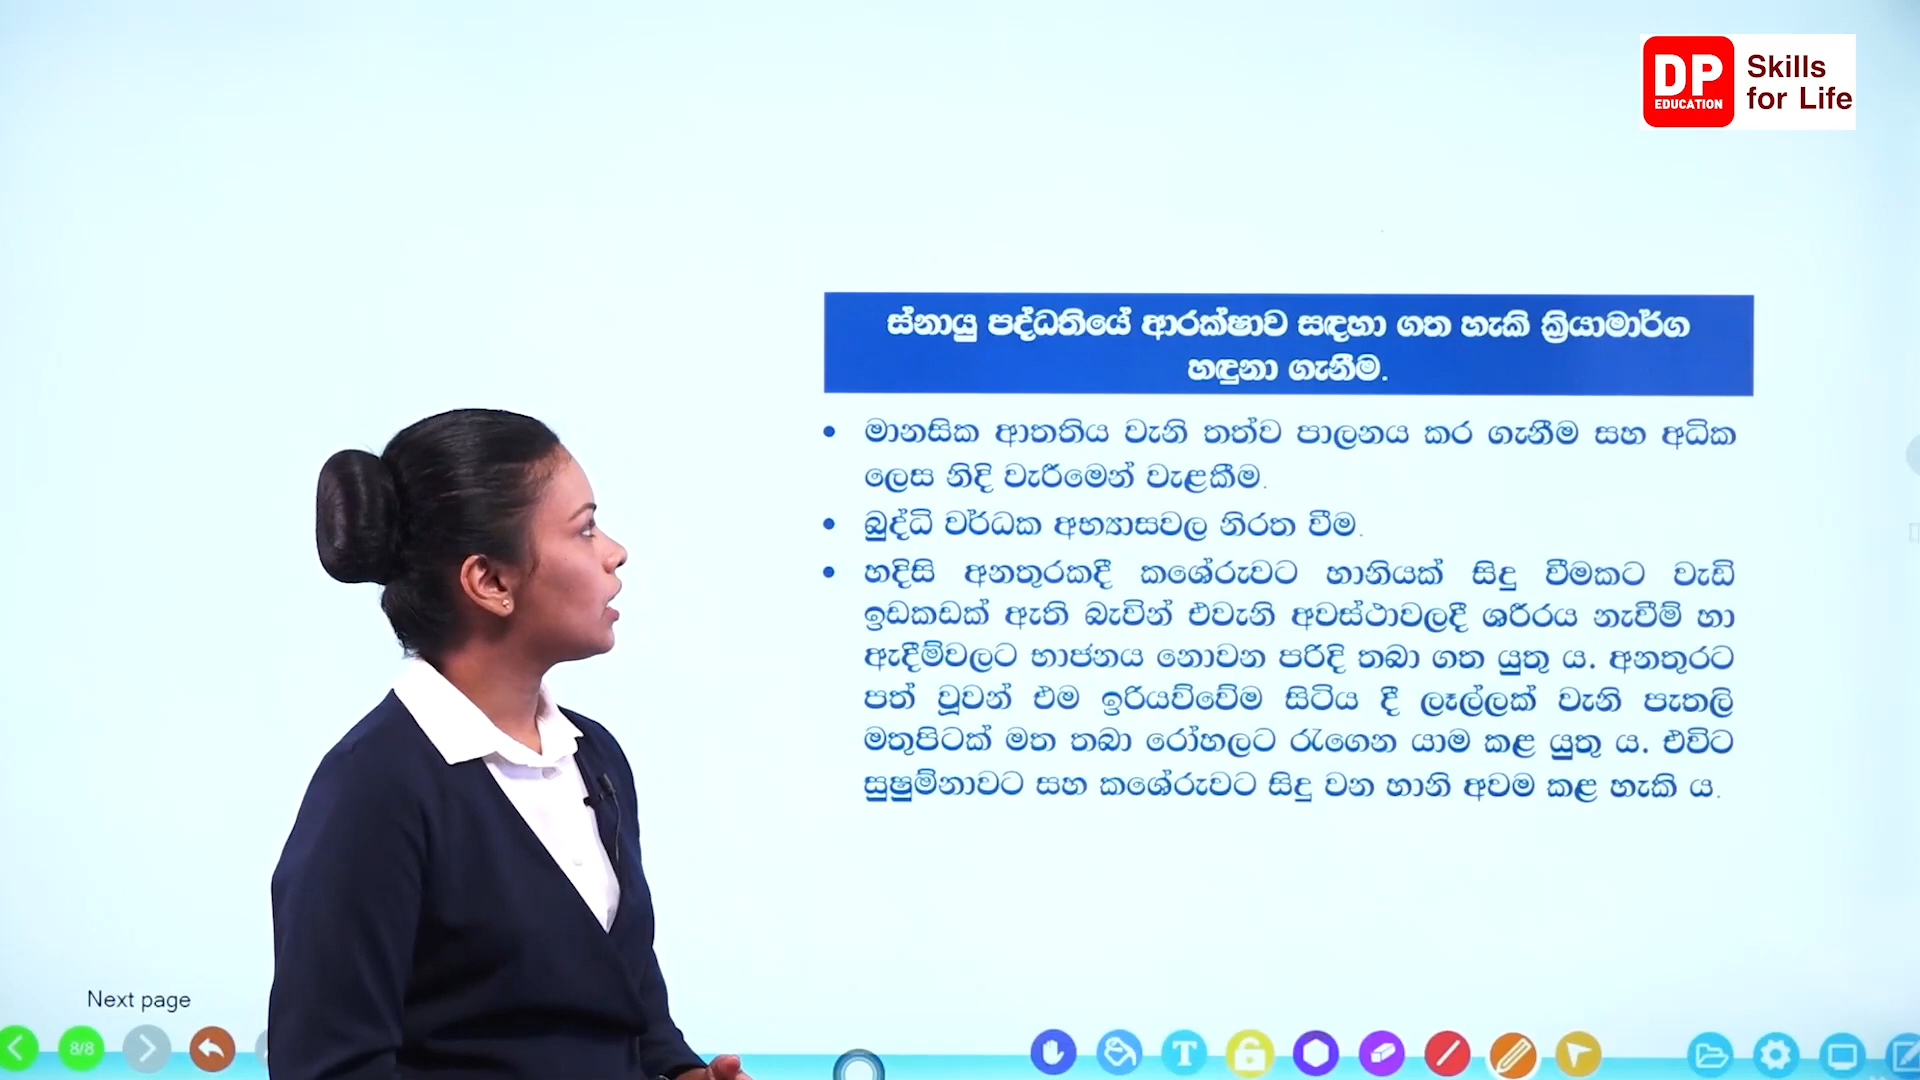 DP
EDUCATION
Skills
for Life
ස්නායු පද්ධතියේ ආරක්ෂාව සඳහා ගත හැකි ක්‍රියාමාර්ග
හඳුනා ගැනීම.
• මානසික ආතතිය වැනි තත්ව පාලනය කර ගැනීම සහ අධික
ලෙස නිදි වැරීමෙන් වැළකීම.
• බුද්ධි වර්ධක අභ්‍යාසවල නිරත වීම.
• හදිසි අනතුරකදී කශේරුවට හානියක් සිදු වීමකට වැඩි
ඉඩකඩක් ඇති බැවින් එවැනි අවස්ථාවලදී ශරීරය නැවීම් හා
ඇදීම්වලට භාජනය නොවන පරිදි තබා ගත යුතු ය. අනතුරට
පත් වූවන් එම ඉරියව්වේම සිටිය දී ලෑල්ලක් වැනි පැතලි
මතුපිටක් මත තබා රෝහලට රැගෙන යාම කළ යුතු ය. එවිට
සුෂුම්නාවට සහ කශේරුවට සිදු වන හානි අවම කළ හැකි ය.
Next page
8/8
T